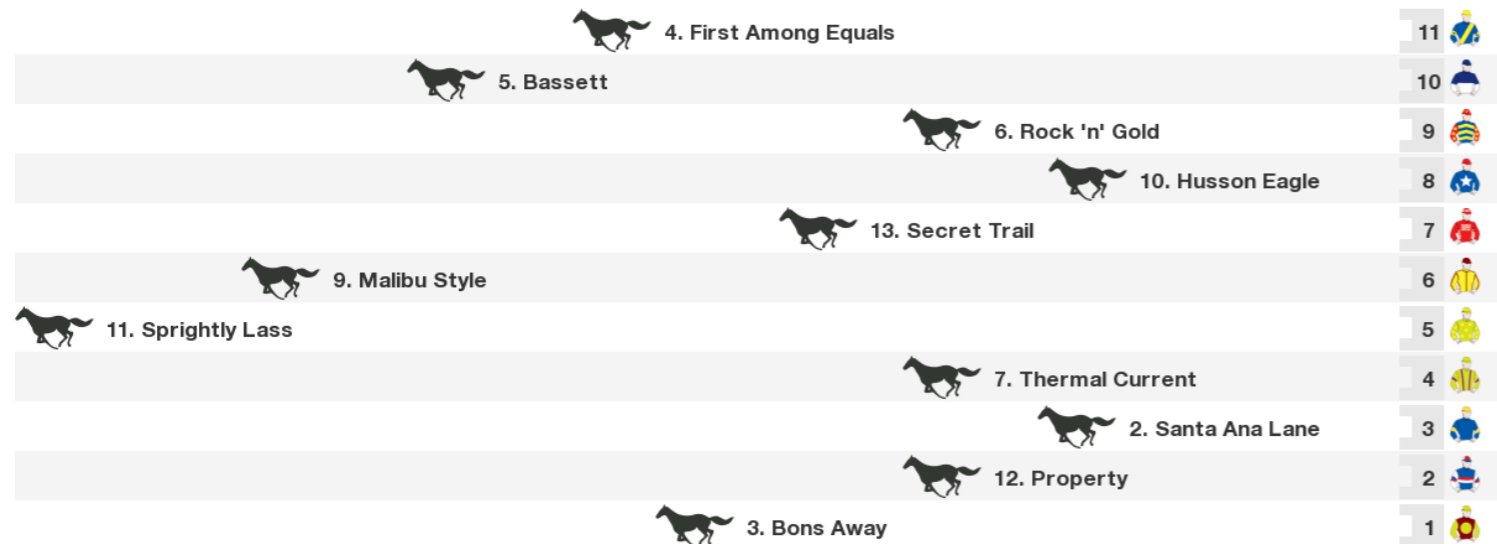 4. First Among Equals 11
5. Bassett 10
6. Rock 'n' Gold 9
10. Husson Eagle 8
13. Secret Trail 7
9. Malibu Style 6
11. Sprightly Lass 5
7. Thermal Current 4
2. Santa Ana Lane 3
12. Property 2
3. Bons Away 1